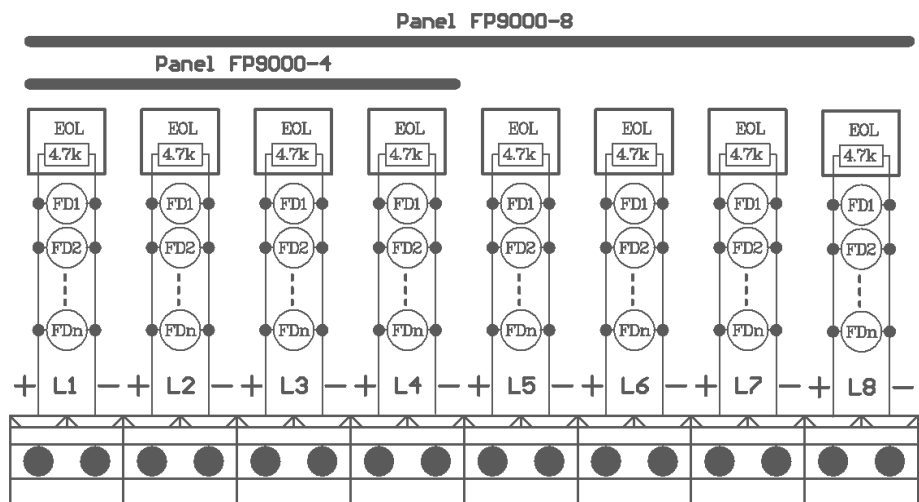 Panel FP9000-8
Panel FP9000-4
EOL EOL EOL EOL EOL EOL EOL EOL
4.7k 4.7k 4.7k 4.7k 4.7k 4.7k 4.7k 4.7k
FD1 FD1 FD1 FD1 FD1 FD1 FD1 FD1
FD2 FD2 FD2 FD2 FD2 FD2 FD2 FD2
FDn FDn FDn FDn FDn FDn FDn FDn
+ L1 - + L2 - + L3 - + L4 - + L5 - + L6 - + L7 - + L8 -